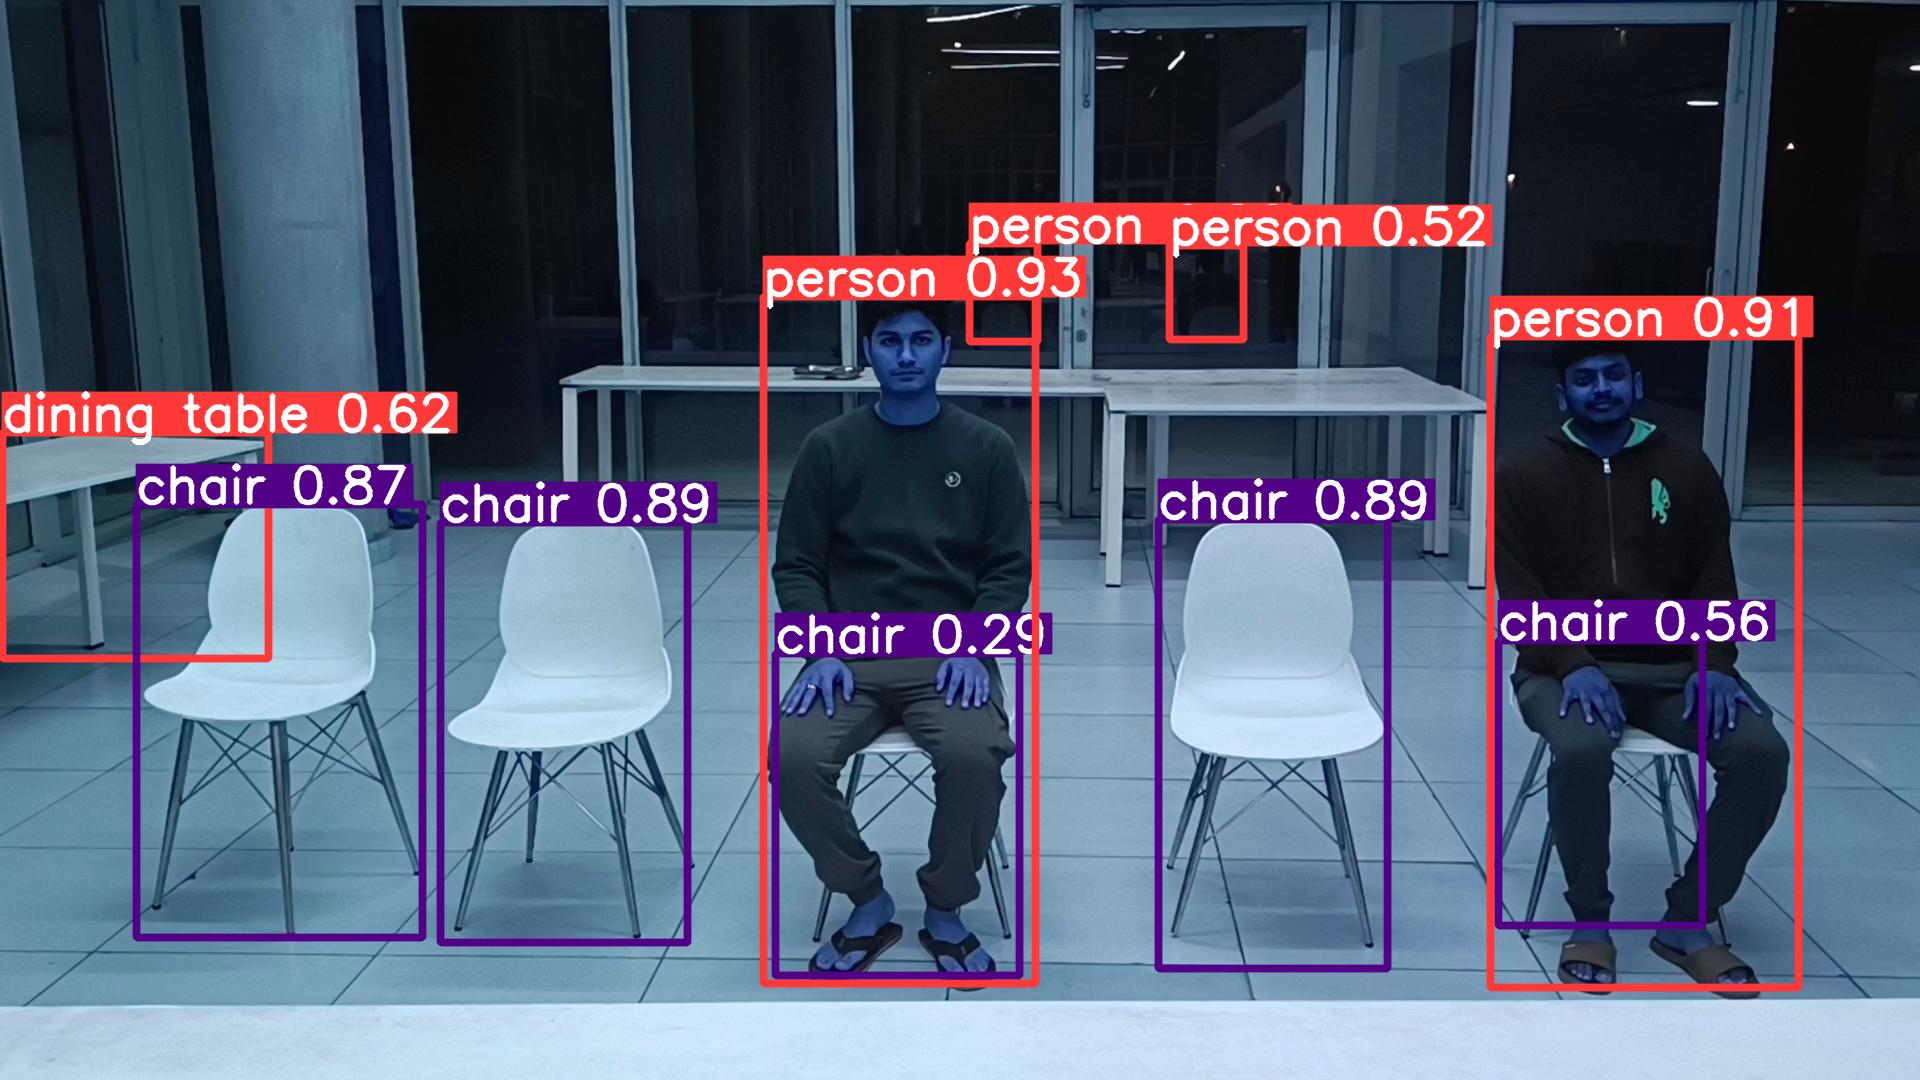 person
person 0.52
person 0.93
person 0.91
dining table 0.62
chair 0.87
chair 0.89
chair 0.89
chair 0.29
chair 0.56